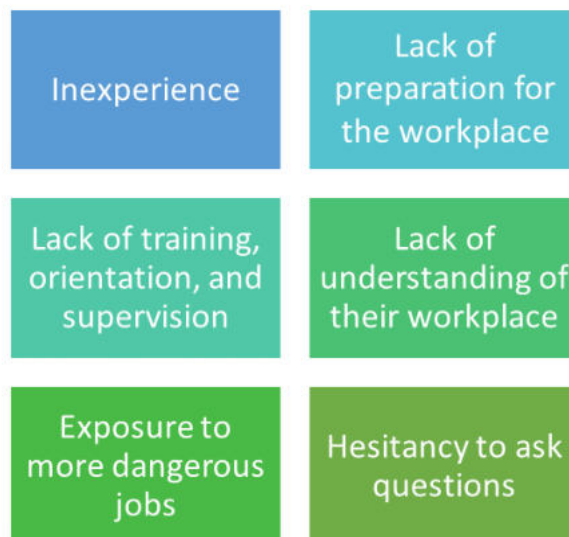 Inexperience
Lack of
preparation for
the workplace
Lack of training,
orientation, and
supervision
Lack of
understanding of
their workplace
Exposure to
more dangerous
jobs
Hesitancy to ask
questions